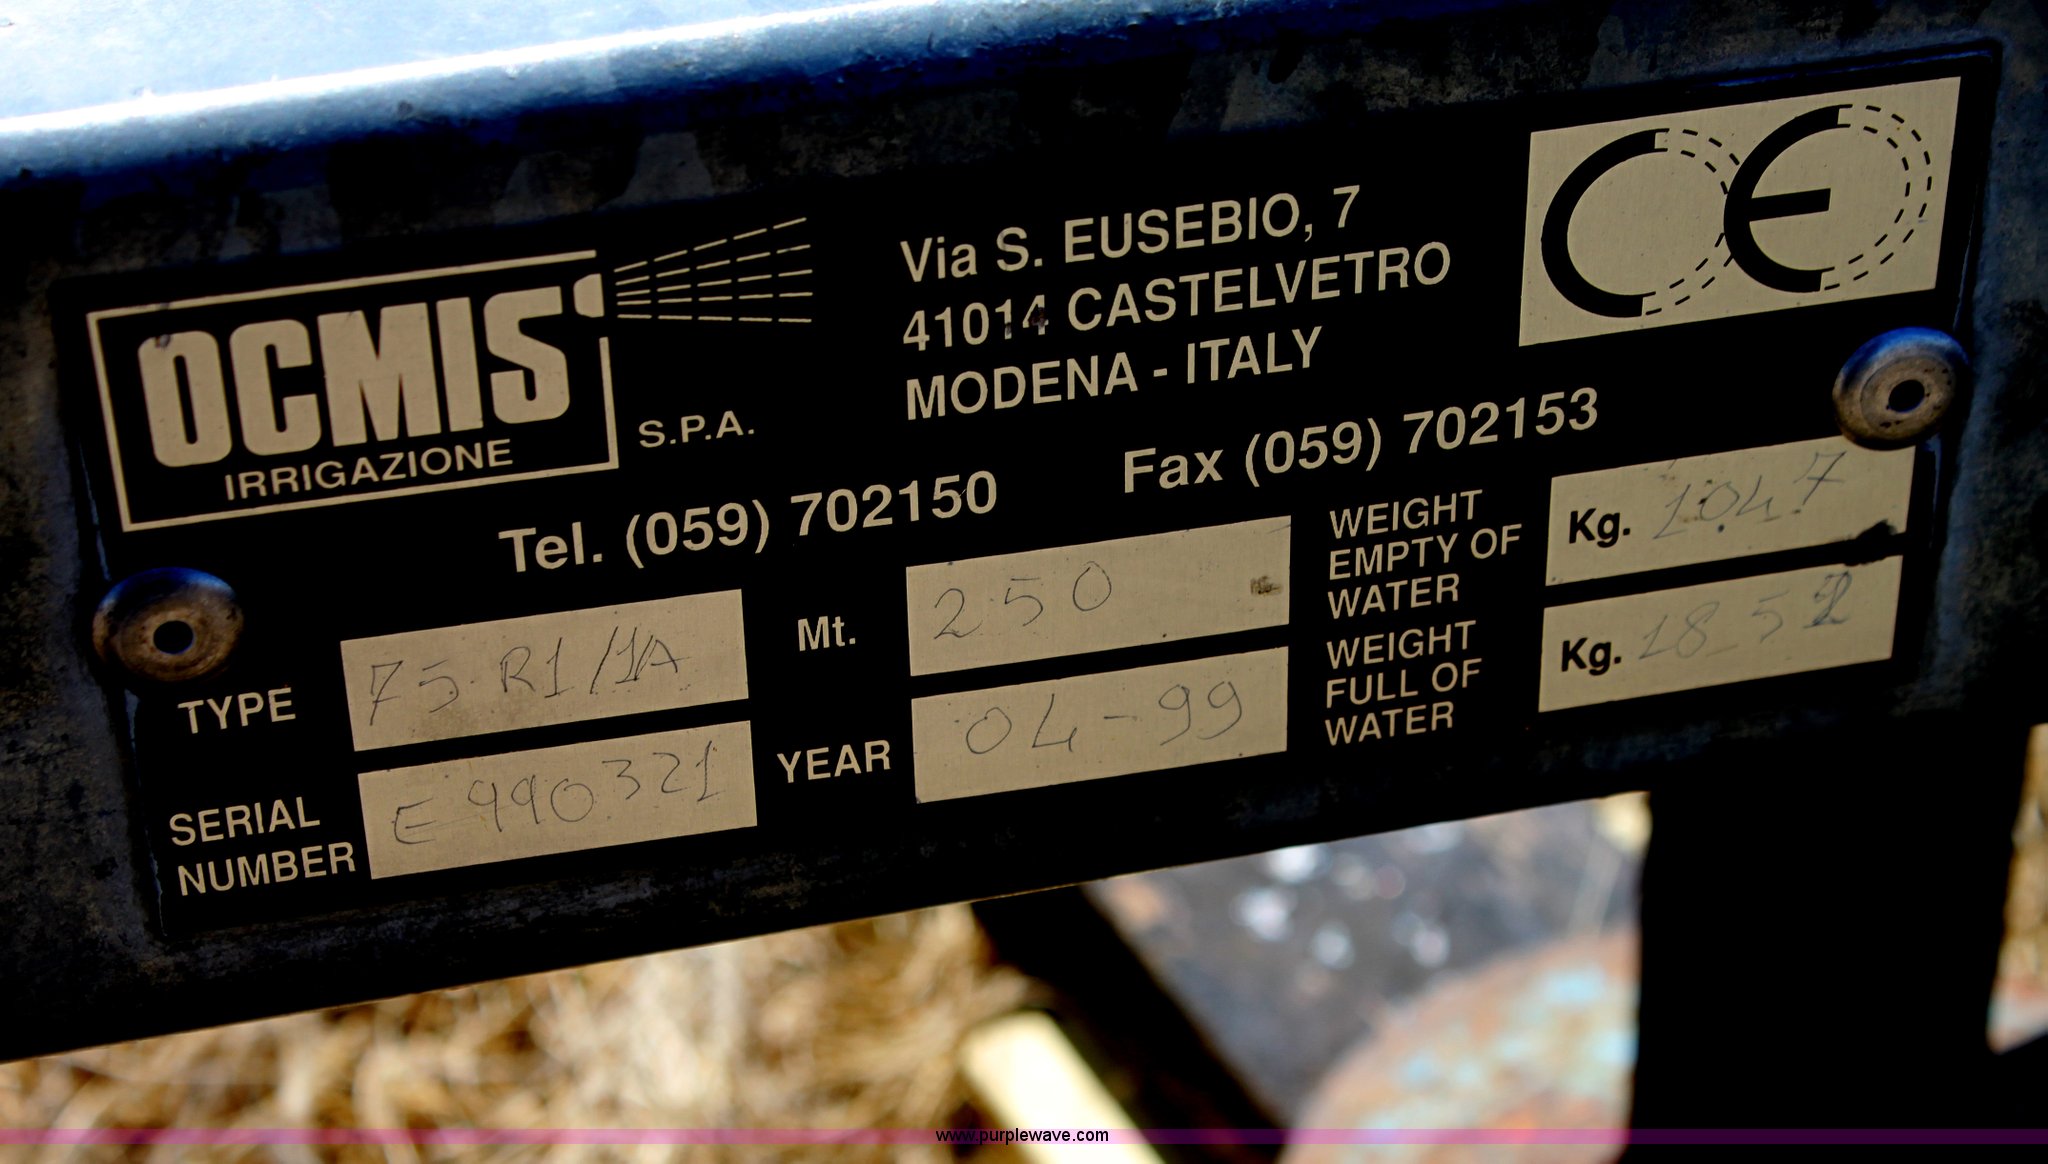 OCMIS
IRRIGAZIONE
S.P.A.
Via S. EUSEBIO, 7
41014 CASTELVETRO
MODENA - ITALY
CE
Tel. (059) 702150
Fax (059) 702153
TYPE 75 R1/1A
Mt. 250
WEIGHT
EMPTY OF
WATER
Kg. 1047
SERIAL
NUMBER
E990321
YEAR 04-99
WEIGHT
FULL OF
WATER
Kg.
www.purplewave.com